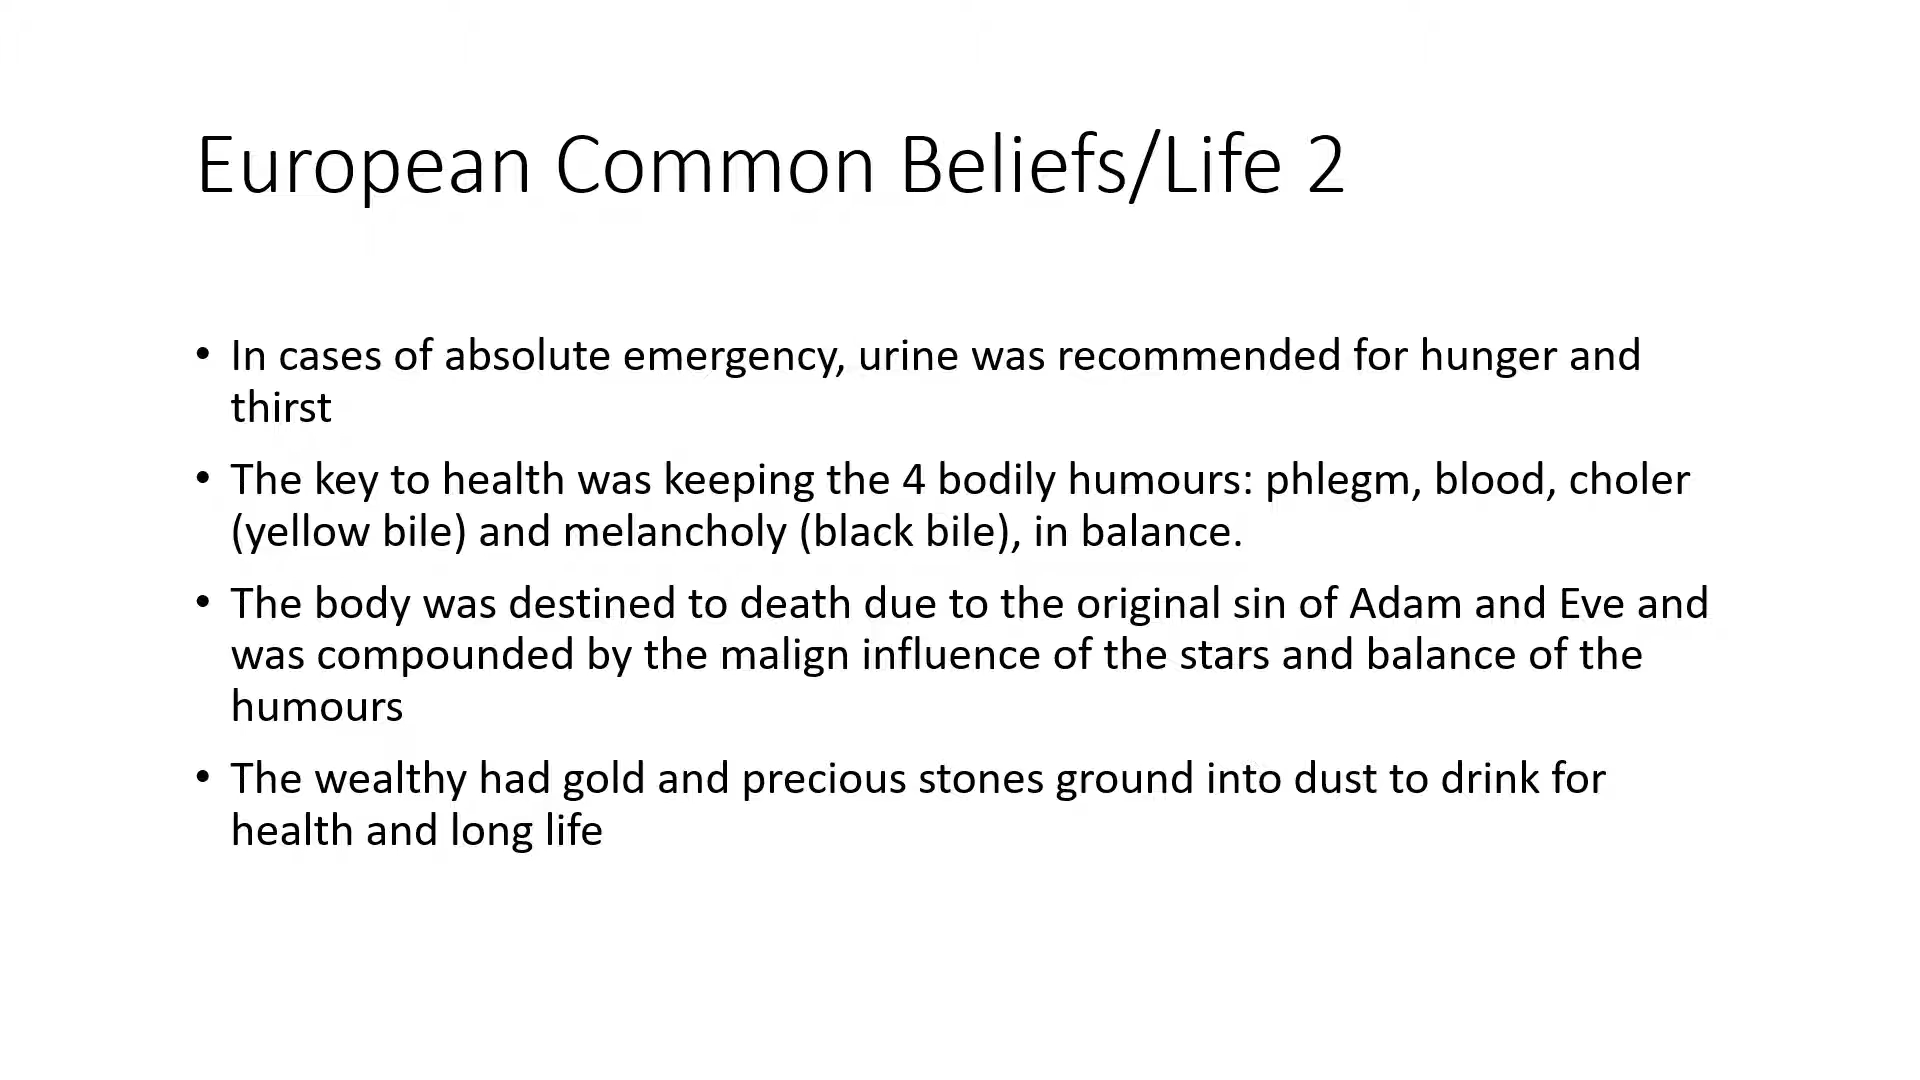 European Common Beliefs/Life 2
• In cases of absolute emergency, urine was recommended for hunger and
thirst
• The key to health was keeping the 4 bodily humours: phlegm, blood, choler
(yellow bile) and melancholy (black bile), in balance.
• The body was destined to death due to the original sin of Adam and Eve and
was compounded by the malign influence of the stars and balance of the
humours
• The wealthy had gold and precious stones ground into dust to drink for
health and long life